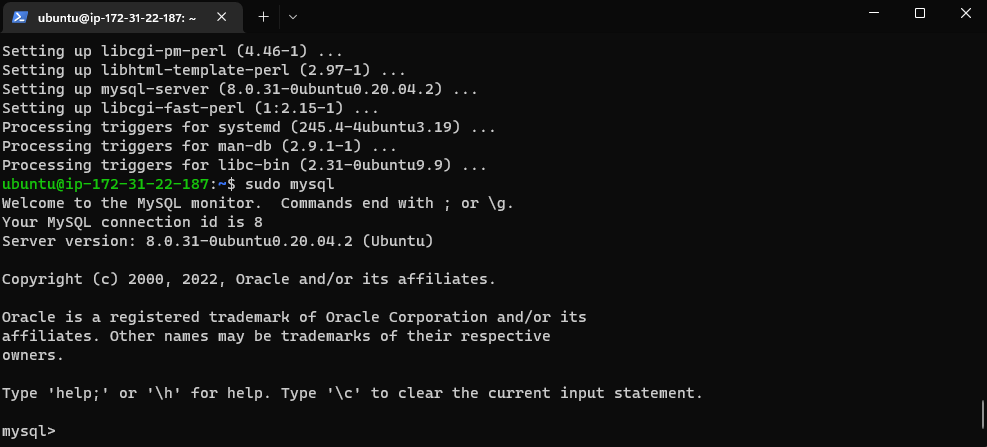 ubuntu@ip-172-31-22-187: ~
Setting up libcgi-pm-perl (4.46-1) ...
Setting up libhtml-template-perl (2.97-1) ...
Setting up mysql-server (8.0.31-0ubuntu0.20.04.2) ...
Setting up libcgi-fast-perl (1:2.15-1) ...
Processing triggers for systemd (245.4-4ubuntu3.19) ...
Processing triggers for man-db (2.9.1-1) ...
Processing triggers for libc-bin (2.31-0ubuntu9.9) ...
ubuntu@ip-172-31-22-187:~$ sudo mysql
Welcome to the MySQL monitor.  Commands end with ; or \g.
Your MySQL connection id is 8
Server version: 8.0.31-0ubuntu0.20.04.2 (Ubuntu)
Copyright (c) 2000, 2022, Oracle and/or its affiliates.
Oracle is a registered trademark of Oracle Corporation and/or its
affiliates. Other names may be trademarks of their respective
owners.
Type 'help;' or '\h' for help. Type '\c' to clear the current input statement.
mysql>